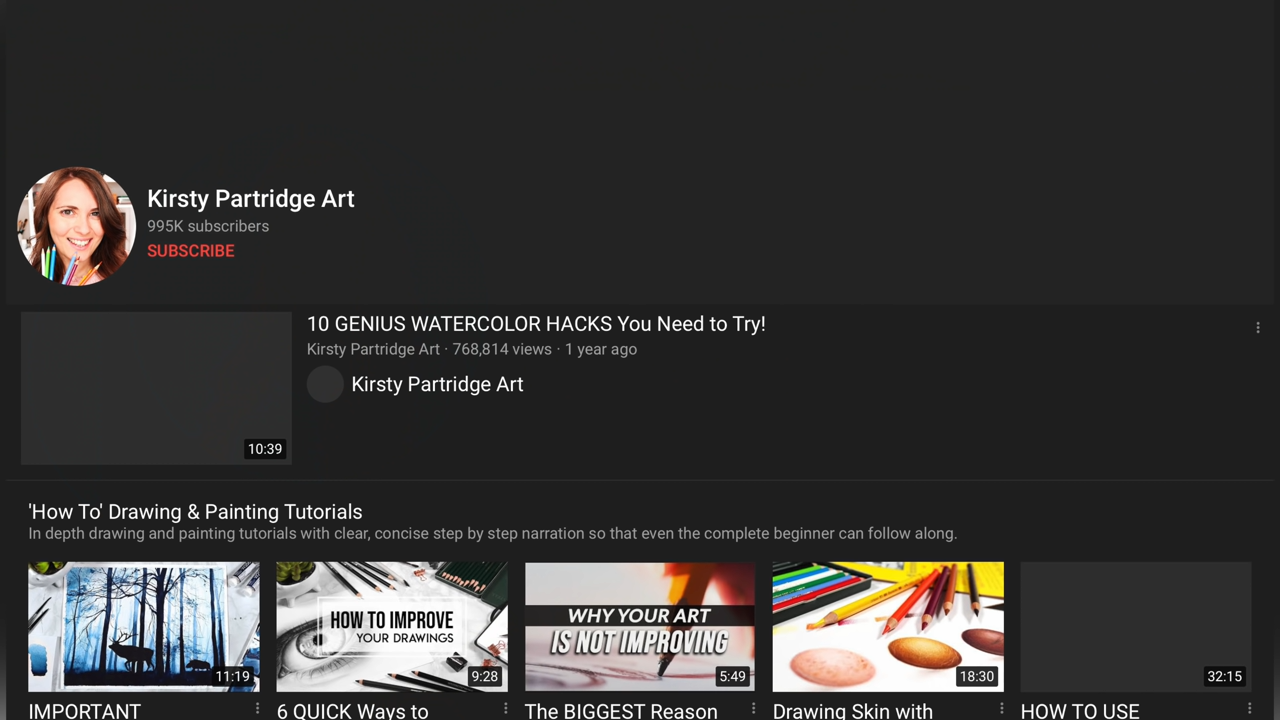 Kirsty Partridge Art
995K subscribers
SUBSCRIBE
10 GENIUS WATERCOLOR HACKS You Need to Try!
Kirsty Partridge Art · 768,814 views · 1 year ago
Kirsty Partridge Art
10:39
'How To' Drawing & Painting Tutorials
In depth drawing and painting tutorials with clear, concise step by step narration so that even the complete beginner can follow along.
11:19
HOW TO IMPROVE
YOUR DRAWINGS
9:28
WHY YOUR ART
IS NOT IMPROVING
5:49
18:30
32:15
IMPORTANT
6 QUICK Ways to
The BIGGEST Reason
Drawing Skin with
HOW TO USE